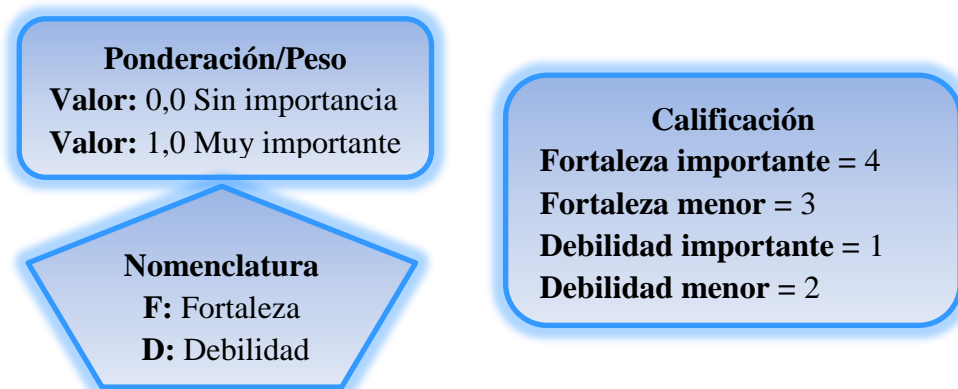 Ponderación/Peso
Valor: 0,0 Sin importancia
Valor: 1,0 Muy importante
Nomenclatura
F: Fortaleza
D: Debilidad
Calificación
Fortaleza importante = 4
Fortaleza menor = 3
Debilidad importante = 1
Debilidad menor = 2